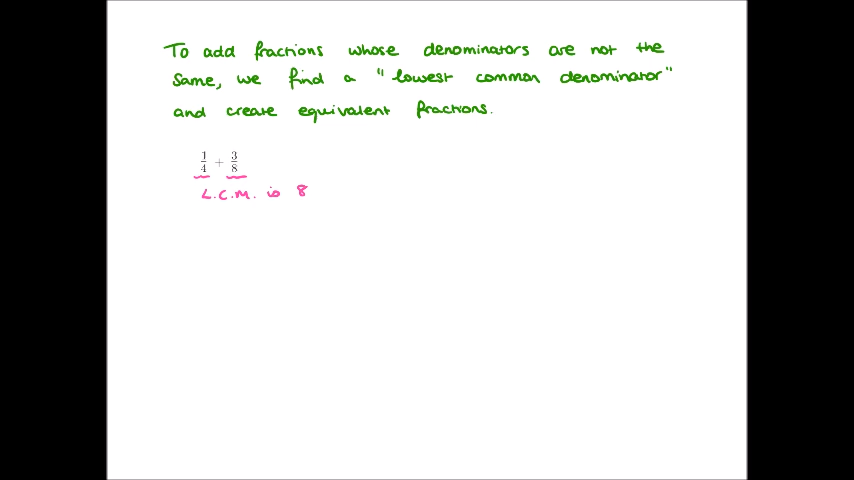 To add fractions whose denominators are not the
same, we find a "lowest common denominator"
and create equivalent fractions.
1/4 + 3/8
L.C.M. is 8